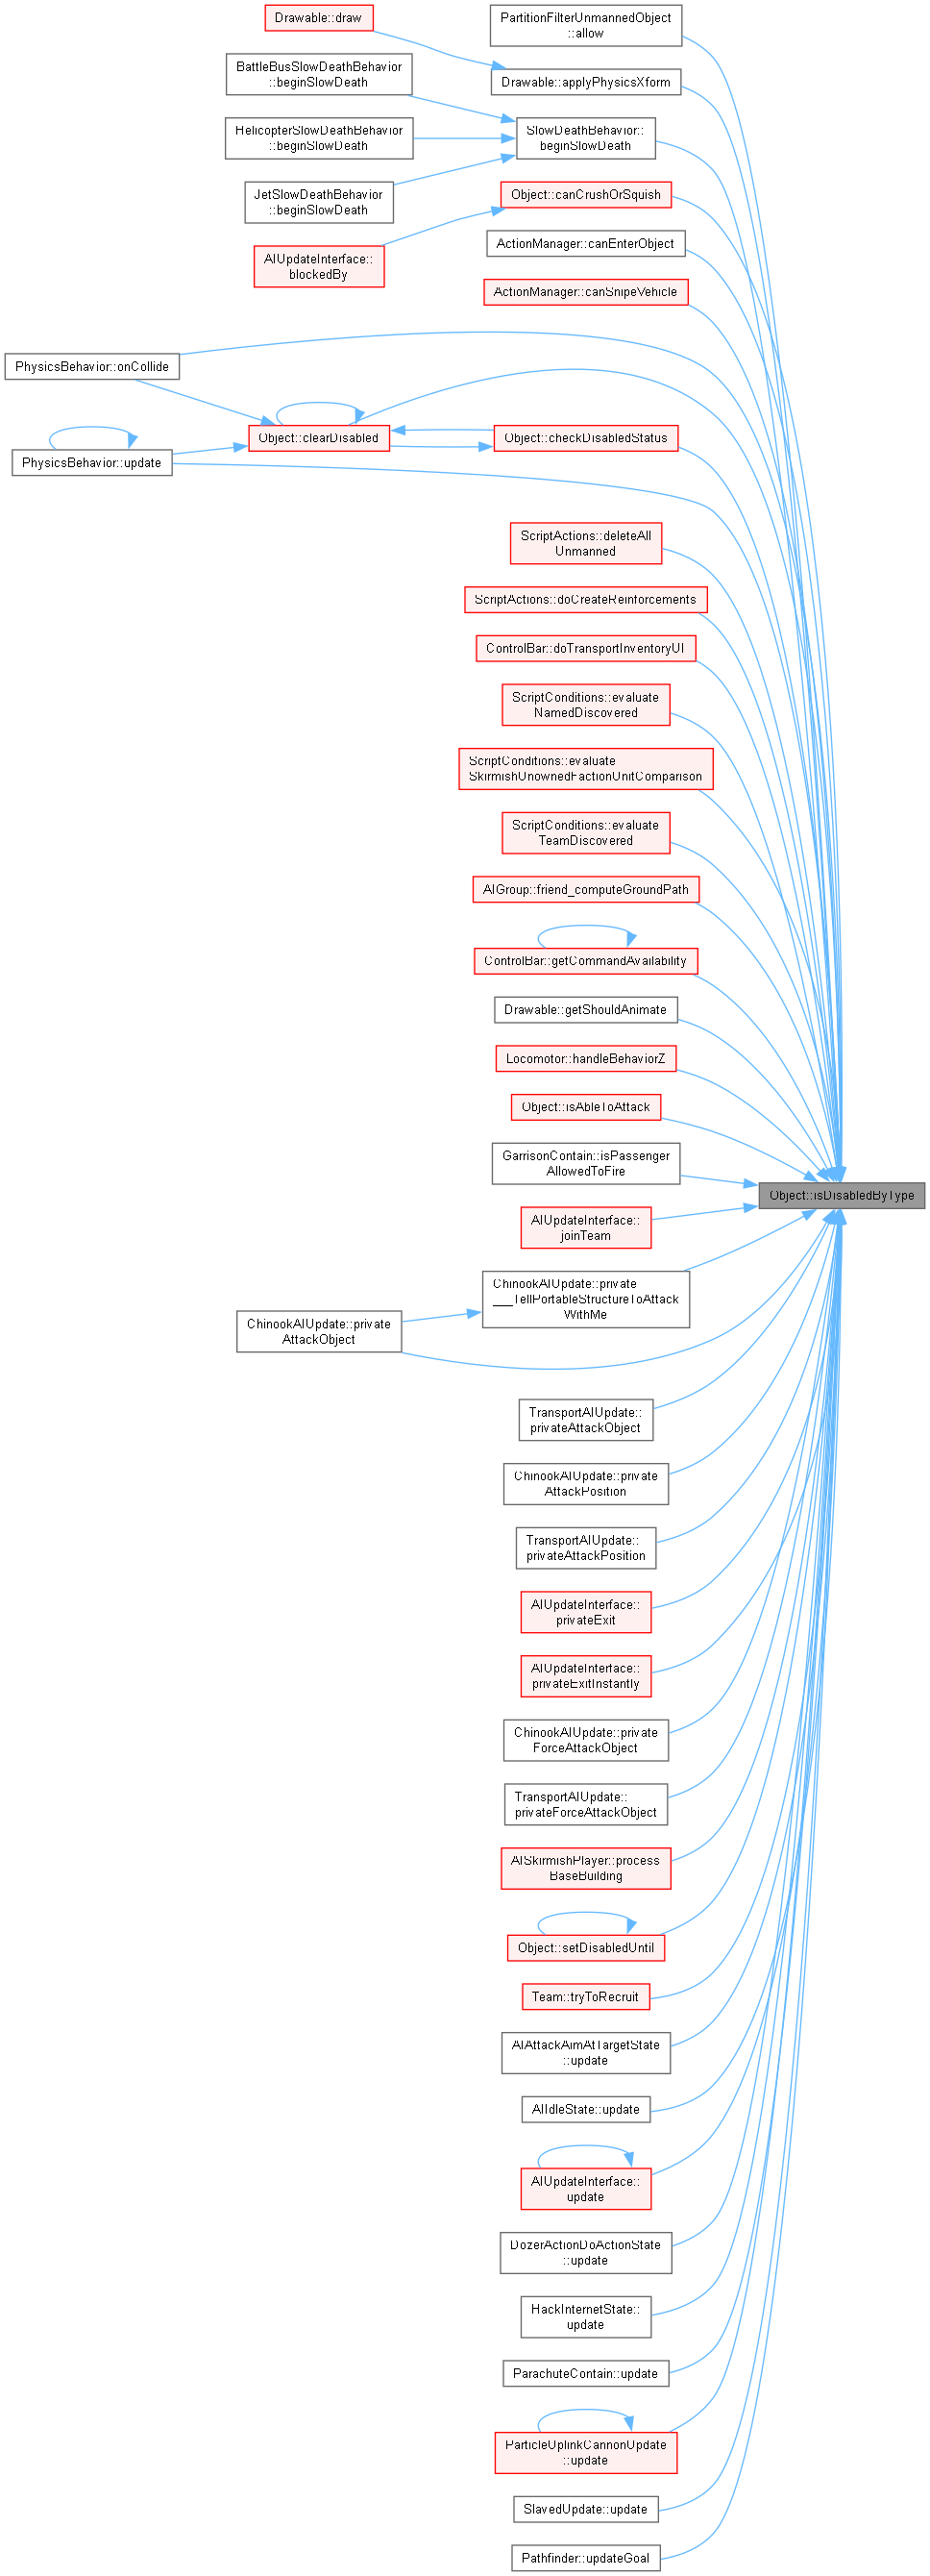 Drawable::draw
PartitionFilterUnmannedObject
::allow
BattleBusSlowDeathBehavior
::beginSlowDeath
Drawable::applyPhysicsXform
HelicopterSlowDeathBehavior
::beginSlowDeath
SlowDeathBehavior::
beginSlowDeath
JetSlowDeathBehavior
::beginSlowDeath
Object::canCrushOrSquish
AIUpdateInterface::
blockedBy
ActionManager::canEnterObject
ActionManager::canSnipeVehicle
PhysicsBehavior::onCollide
Object::clearDisabled
Object::checkDisabledStatus
PhysicsBehavior::update
ScriptActions::deleteAll
Unmanned
ScriptActions::doCreateReinforcements
ControlBar::doTransportInventoryUI
ScriptConditions::evaluate
NamedDiscovered
ScriptConditions::evaluate
SkirmishUnownedFactionUnitComparison
ScriptConditions::evaluate
TeamDiscovered
AIGroup::friend_computeGroundPath
ControlBar::getCommandAvailability
Drawable::getShouldAnimate
Locomotor::handleBehaviorZ
Object::isAbleToAttack
GarrisonContain::isPassenger
AllowedToFire
Object::isDisabledByType
AIUpdateInterface::
joinTeam
ChinookAIUpdate::private
___TellPortableStructureToAttack
WithMe
ChinookAIUpdate::private
AttackObject
TransportAIUpdate::
privateAttackObject
ChinookAIUpdate::private
AttackPosition
TransportAIUpdate::
privateAttackPosition
AIUpdateInterface::
privateExit
AIUpdateInterface::
privateExitInstantly
ChinookAIUpdate::private
ForceAttackObject
TransportAIUpdate::
privateForceAttackObject
AISkirmishPlayer::process
BaseBuilding
Object::setDisabledUntil
Team::tryToRecruit
AIAttackAimAtTargetState
::update
AIIdleState::update
AIUpdateInterface::
update
DozerActionDoActionState
::update
HackInternetState::
update
ParachuteContain::update
ParticleUplinkCannonUpdate
::update
SlavedUpdate::update
Pathfinder::updateGoal